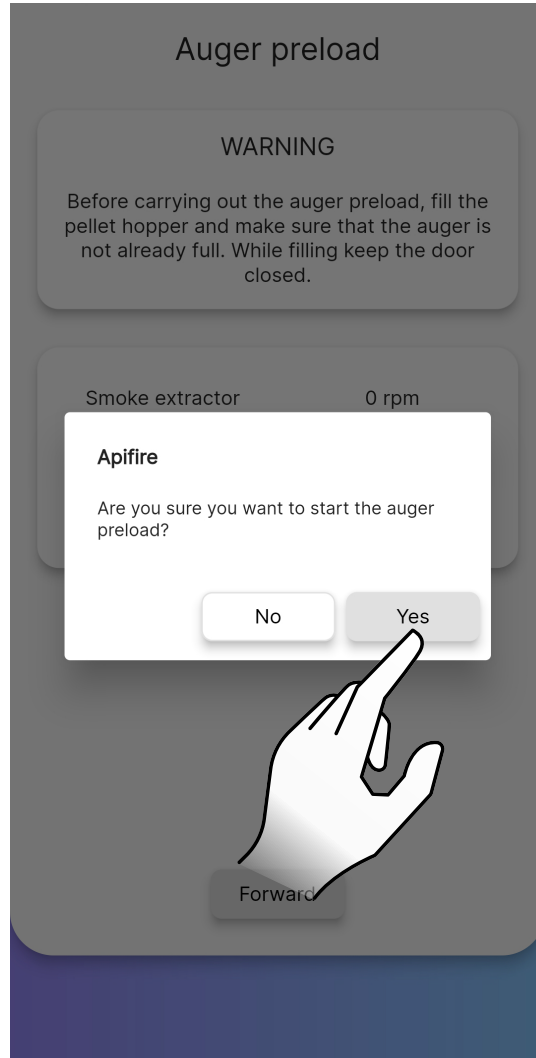 Auger preload
WARNING
Before carrying out the auger preload, fill the
pellet hopper and make sure that the auger is
not already full. While filling keep the door
closed.
Smoke extractor 0 rpm
Apifire
Are you sure you want to start the auger
preload?
No Yes
Forward